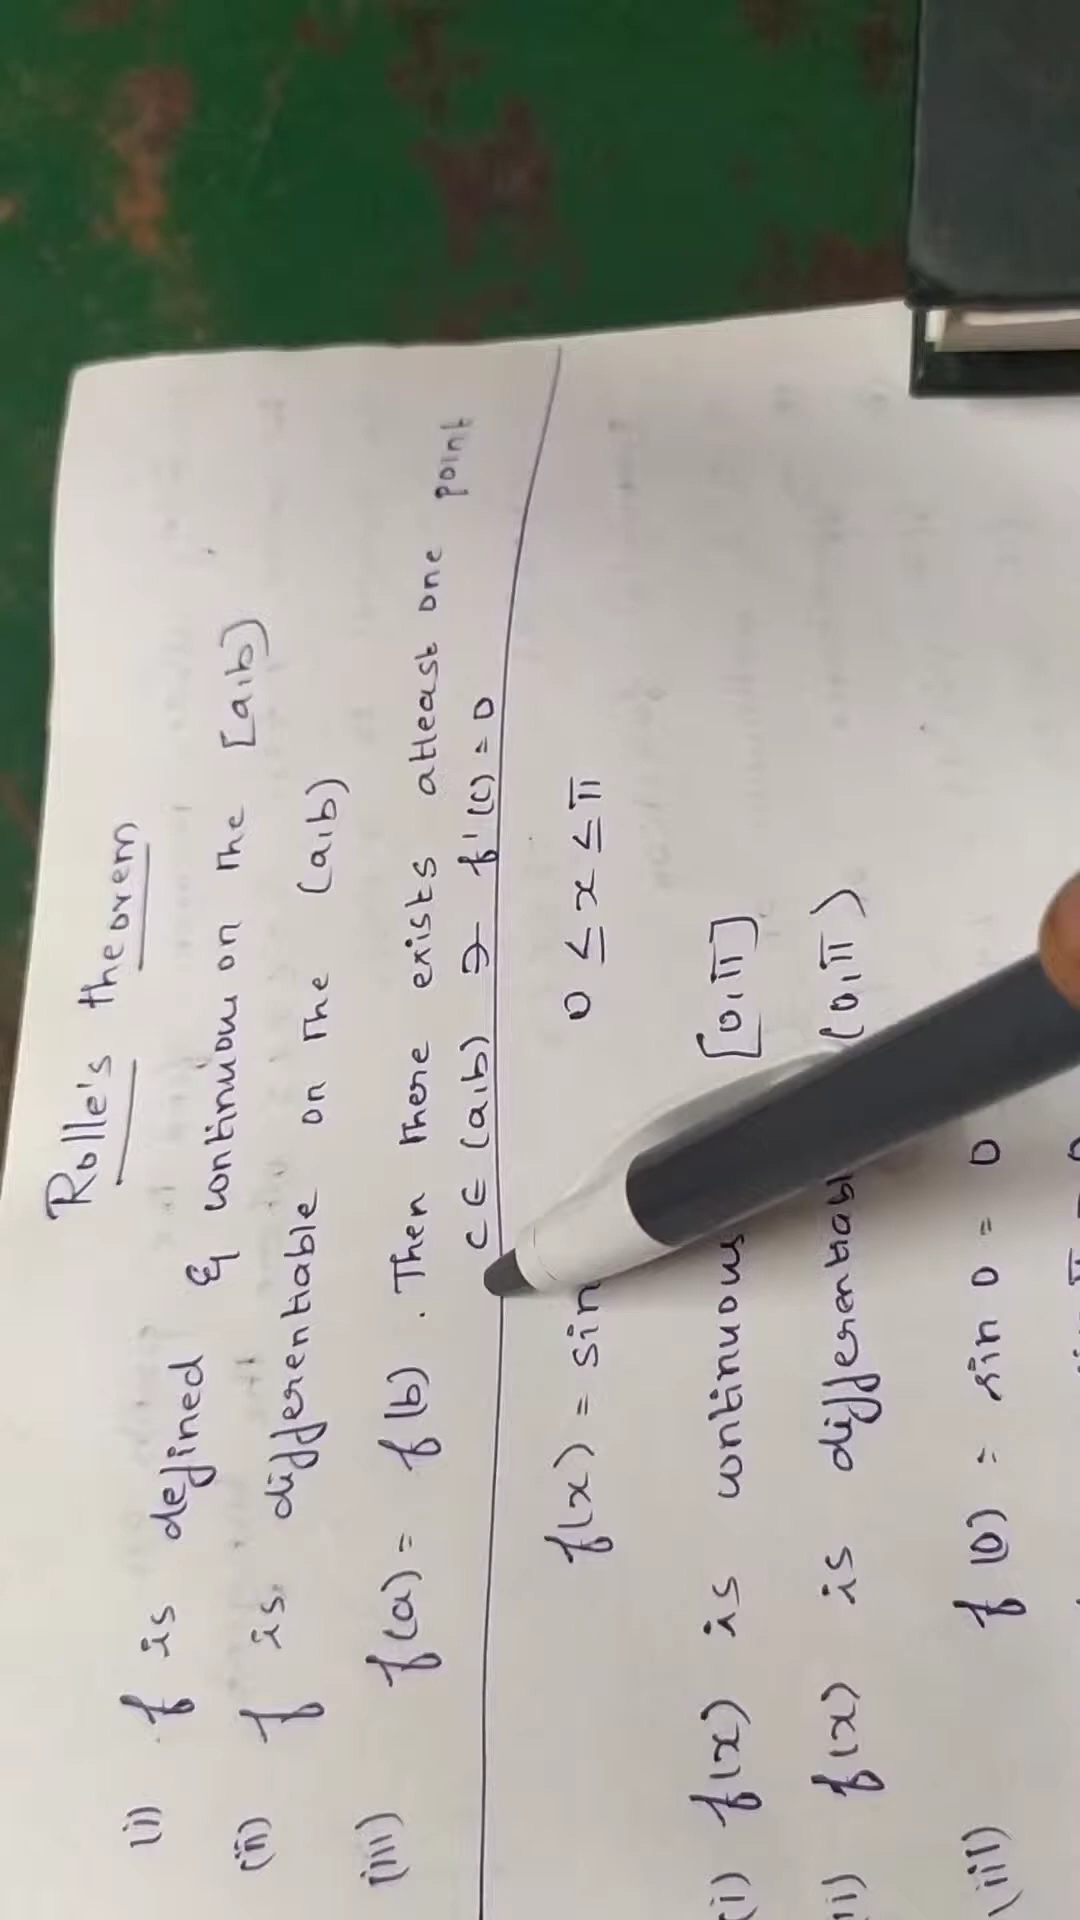 Rolle's theorem
(i) f is defined & continuous on the [a,b]
(ii) f is differentiable on the (a,b)
(iii) f(a) = f(b). Then there exists atleast one point
c ∈ (a,b) ∋ f'(c) = 0
f(x) = sin 0 ≤ x ≤ π
(i) f(x) is continuous [0,π]
ii) f(x) is differentiabl (0,π)
(iii) f(0) = sin 0 = 0